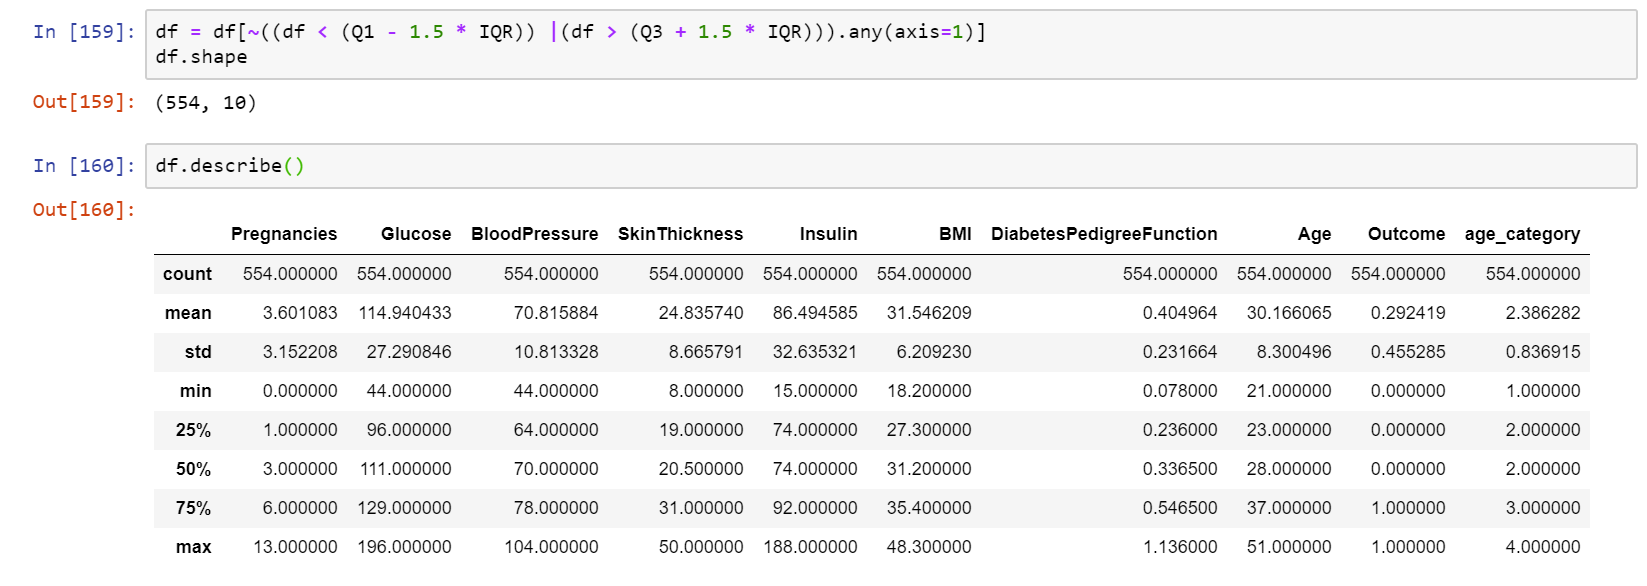 In [159]: df = df[~((df < (Q1 - 1.5 * IQR)) |(df > (Q3 + 1.5 * IQR))).any(axis=1)]
df.shape
Out[159]: (554, 10)
In [160]: df.describe()
Out[160]:
Pregnancies Glucose BloodPressure SkinThickness Insulin BMI DiabetesPedigreeFunction Age Outcome age_category
count 554.000000 554.000000 554.000000 554.000000 554.000000 554.000000 554.000000 554.000000 554.000000 554.000000
mean 3.601083 114.940433 70.815884 24.835740 86.494585 31.546209 0.404964 30.166065 0.292419 2.386282
std 3.152208 27.290846 10.813328 8.665791 32.635321 6.209230 0.231664 8.300496 0.455285 0.836915
min 0.000000 44.000000 44.000000 8.000000 15.000000 18.200000 0.078000 21.000000 0.000000 1.000000
25% 1.000000 96.000000 64.000000 19.000000 74.000000 27.300000 0.236000 23.000000 0.000000 2.000000
50% 3.000000 111.000000 70.000000 20.500000 74.000000 31.200000 0.336500 28.000000 0.000000 2.000000
75% 6.000000 129.000000 78.000000 31.000000 92.000000 35.400000 0.546500 37.000000 1.000000 3.000000
max 13.000000 196.000000 104.000000 50.000000 188.000000 48.300000 1.136000 51.000000 1.000000 4.000000